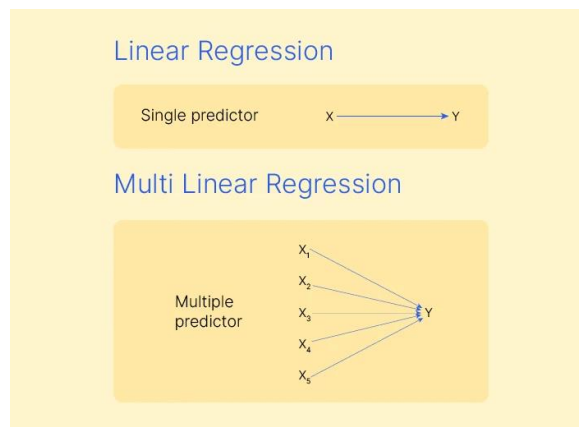 Linear Regression
Single predictor X Y
Multi Linear Regression
X₁
X₂
Multiple
predictor
X₃ Y
X₄
X₅